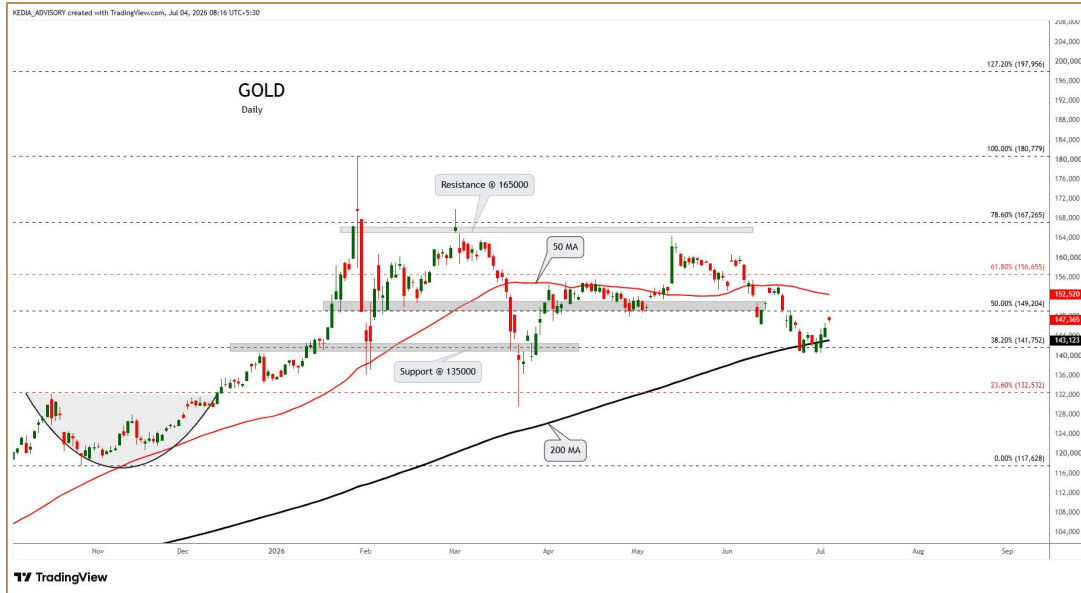 KEDIA_ADVISORY created with TradingView.com, Jul 04, 2026 08:16 UTC+5:30
GOLD
Daily
Resistance @ 165000
50 MA
Support @ 135000
200 MA
127.20% (197,956)
100.00% (180,779)
78.60% (167,265)
61.80% (156,655)
50.00% (149,204)
38.20% (141,752)
23.60% (132,532)
0.00% (117,628)
208,000
204,000
200,000
196,000
192,000
188,000
184,000
180,000
176,000
172,000
168,000
164,000
160,000
156,000
152,520
147,365
143,123
140,000
136,000
132,000
128,000
124,000
120,000
116,000
112,000
108,000
104,000
Nov
Dec
2026
Feb
Mar
Apr
May
Jun
Jul
Aug
Sep
TradingView